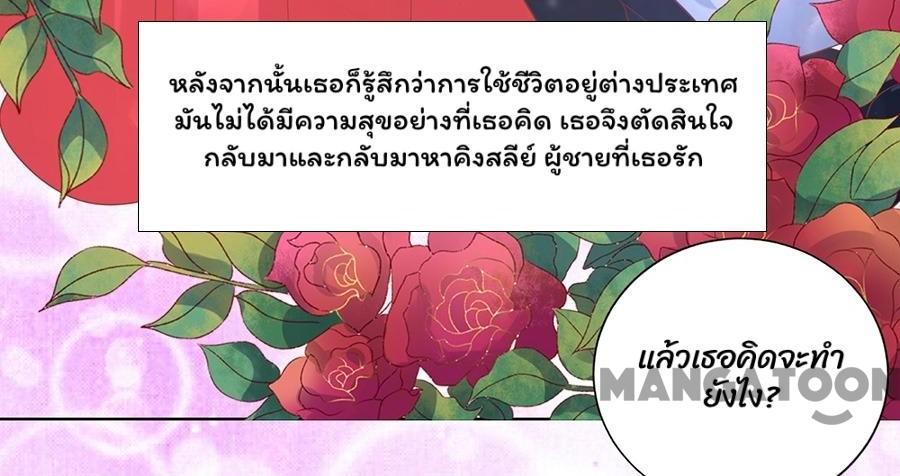 หลังจากนั้นเธอก็รู้สึกว่าการใช้ชีวิตอยู่ต่างประเทศ
มันไม่ได้มีความสุขอย่างที่เธอคิด เธอจึงตัดสินใจ
กลับมาและกลับมาหาคิงสลีย์ ผู้ชายที่เธอรัก
แล้วเธอคิดจะทำ
ยังไง?
MANGATOON